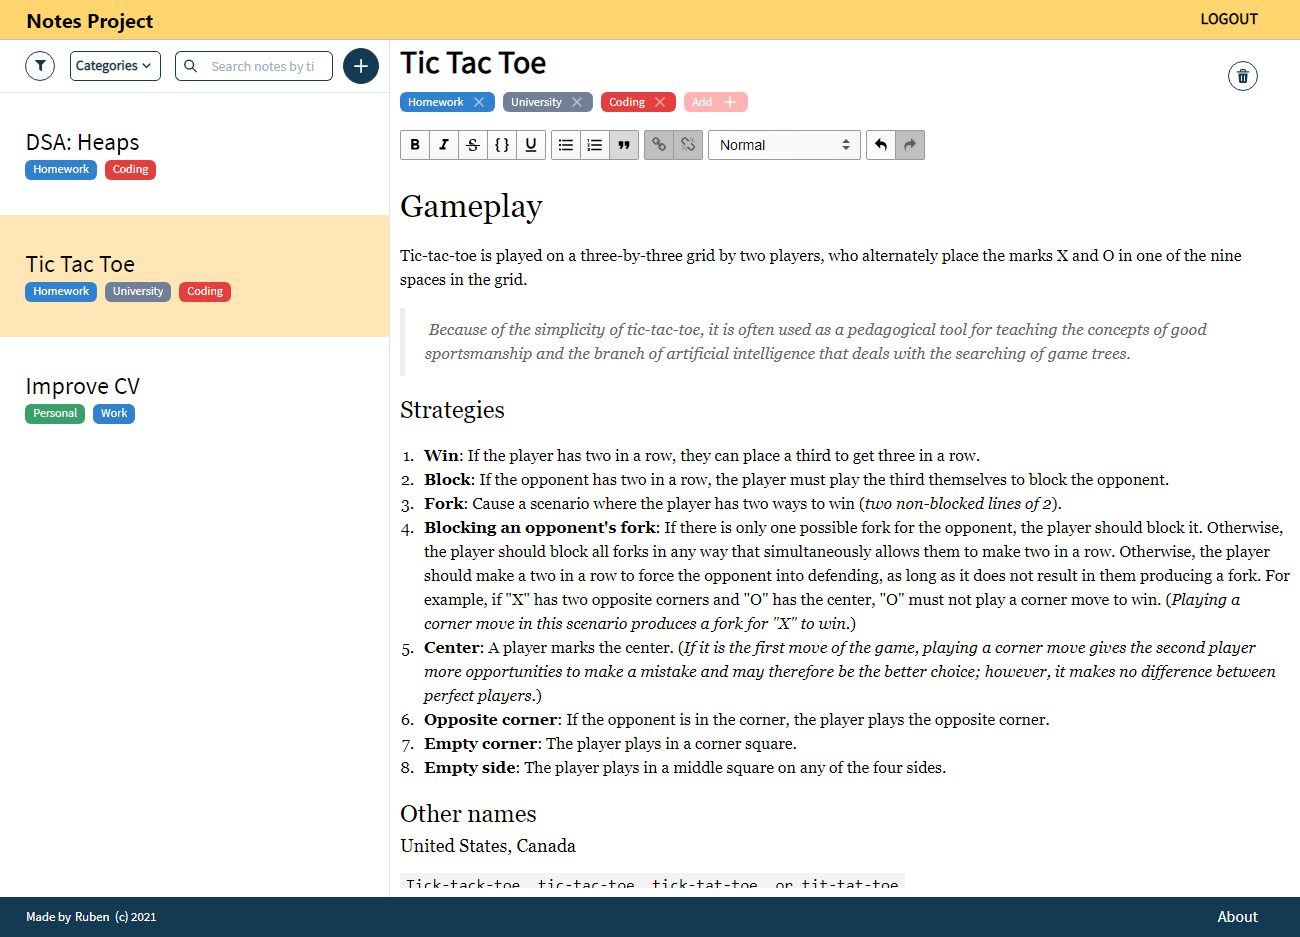 Notes Project
LOGOUT
Categories
Search notes by ti
DSA: Heaps
Homework Coding
Tic Tac Toe
Homework University Coding
Improve CV
Personal Work
Tic Tac Toe
Homework University Coding Add
B I S {} U Normal
Gameplay
Tic-tac-toe is played on a three-by-three grid by two players, who alternately place the marks X and O in one of the nine
spaces in the grid.
Because of the simplicity of tic-tac-toe, it is often used as a pedagogical tool for teaching the concepts of good
sportsmanship and the branch of artificial intelligence that deals with the searching of game trees.
Strategies
1. Win: If the player has two in a row, they can place a third to get three in a row.
2. Block: If the opponent has two in a row, the player must play the third themselves to block the opponent.
3. Fork: Cause a scenario where the player has two ways to win (two non-blocked lines of 2).
4. Blocking an opponent's fork: If there is only one possible fork for the opponent, the player should block it. Otherwise,
the player should block all forks in any way that simultaneously allows them to make two in a row. Otherwise, the player
should make a two in a row to force the opponent into defending, as long as it does not result in them producing a fork. For
example, if "X" has two opposite corners and "O" has the center, "O" must not play a corner move to win. (Playing a
corner move in this scenario produces a fork for "X" to win.)
5. Center: A player marks the center. (If it is the first move of the game, playing a corner move gives the second player
more opportunities to make a mistake and may therefore be the better choice; however, it makes no difference between
perfect players.)
6. Opposite corner: If the opponent is in the corner, the player plays the opposite corner.
7. Empty corner: The player plays in a corner square.
8. Empty side: The player plays in a middle square on any of the four sides.
Other names
United States, Canada
Tick-tack-toe, tic-tac-toe, tick-tat-toe, or tit-tat-toe
Made by Ruben (c) 2021
About